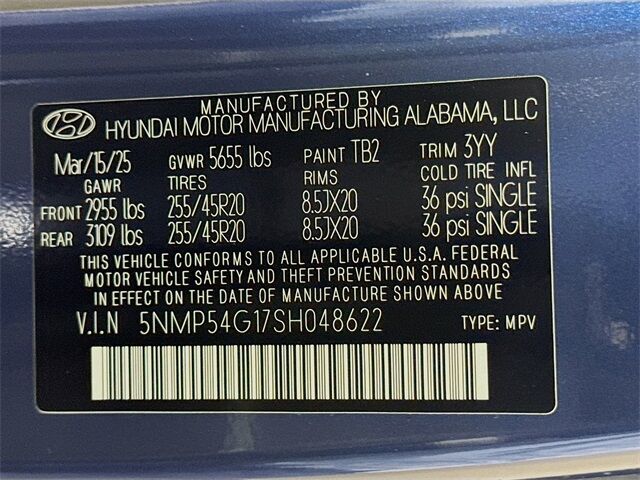 MANUFACTURED BY
HYUNDAI MOTOR MANUFACTURING ALABAMA, LLC
Mar/15/25 GVWR 5655 lbs PAINT TB2 TRIM 3YY
GAWR TIRES RIMS COLD TIRE INFL
FRONT 2955 lbs 255/45R20 8.5JX20 36 psi SINGLE
REAR 3109 lbs 255/45R20 8.5JX20 36 psi SINGLE
THIS VEHICLE CONFORMS TO ALL APPLICABLE U.S.A. FEDERAL
MOTOR VEHICLE SAFETY AND THEFT PREVENTION STANDARDS
IN EFFECT ON THE DATE OF MANUFACTURE SHOWN ABOVE.
V.I.N 5NMP54G17SH048622 TYPE: MPV